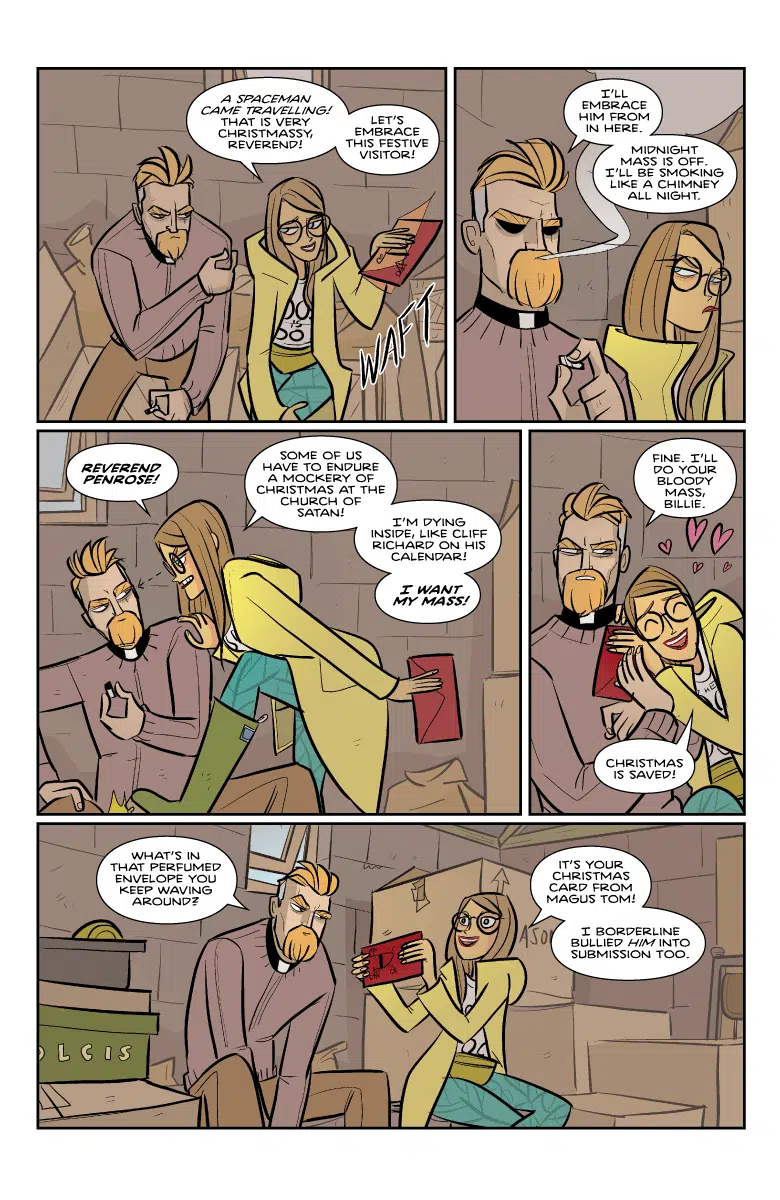 A SPACEMAN
CAME TRAVELLING!
THAT IS VERY
CHRISTMASSY,
REVEREND!
LET'S
EMBRACE
THIS FESTIVE
VISITOR!
WAFT
I'LL
EMBRACE
HIM FROM
IN HERE.
MIDNIGHT
MASS IS OFF.
I'LL BE SMOKING
LIKE A CHIMNEY
ALL NIGHT.
REVEREND
PENROSE!
SOME OF US
HAVE TO ENDURE
A MOCKERY OF
CHRISTMAS AT THE
CHURCH OF
SATAN!
I'M DYING
INSIDE, LIKE CLIFF
RICHARD ON HIS
CALENDAR!
I WANT
MY MASS!
FINE. I'LL
DO YOUR
BLOODY
MASS,
BILLIE.
CHRISTMAS
IS SAVED!
WHAT'S IN
THAT PERFUMED
ENVELOPE YOU
KEEP WAVING
AROUND?
IT'S YOUR
CHRISTMAS
CARD FROM
MAGUS TOM!
I BORDERLINE
BULLIED HIM INTO
SUBMISSION TOO.
OLCIS